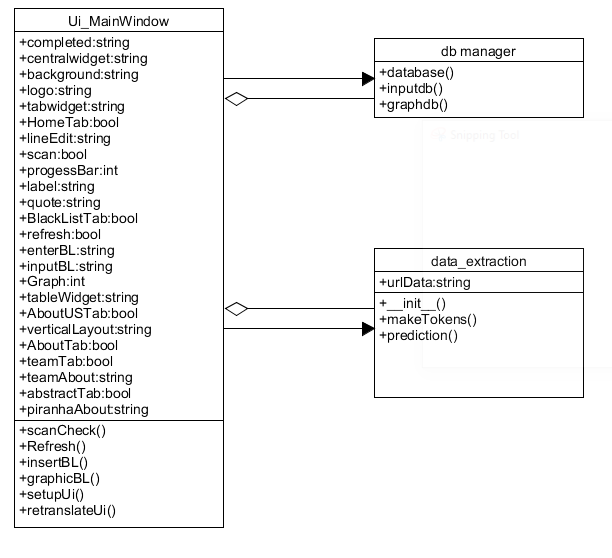 Ui_MainWindow
+completed:string
+centralwidget:string
+background:string
+logo:string
+tabwidget:string
+HomeTab:bool
+lineEdit:string
+scan:bool
+progessBar:int
+label:string
+quote:string
+BlackListTab:bool
+refresh:bool
+enterBL:string
+inputBL:string
+Graph:int
+tableWidget:string
+AboutUSTab:bool
+verticalLayout:string
+AboutTab:bool
+teamTab:bool
+teamAbout:string
+abstractTab:bool
+piranhaAbout:string
+scanCheck()
+Refresh()
+insertBL()
+graphicBL()
+setupUi()
+retranslateUi()
db manager
+database()
+inputdb()
+graphdb()
Snipping Tool
data_extraction
+urlData:string
+__init__()
+makeTokens()
+prediction()